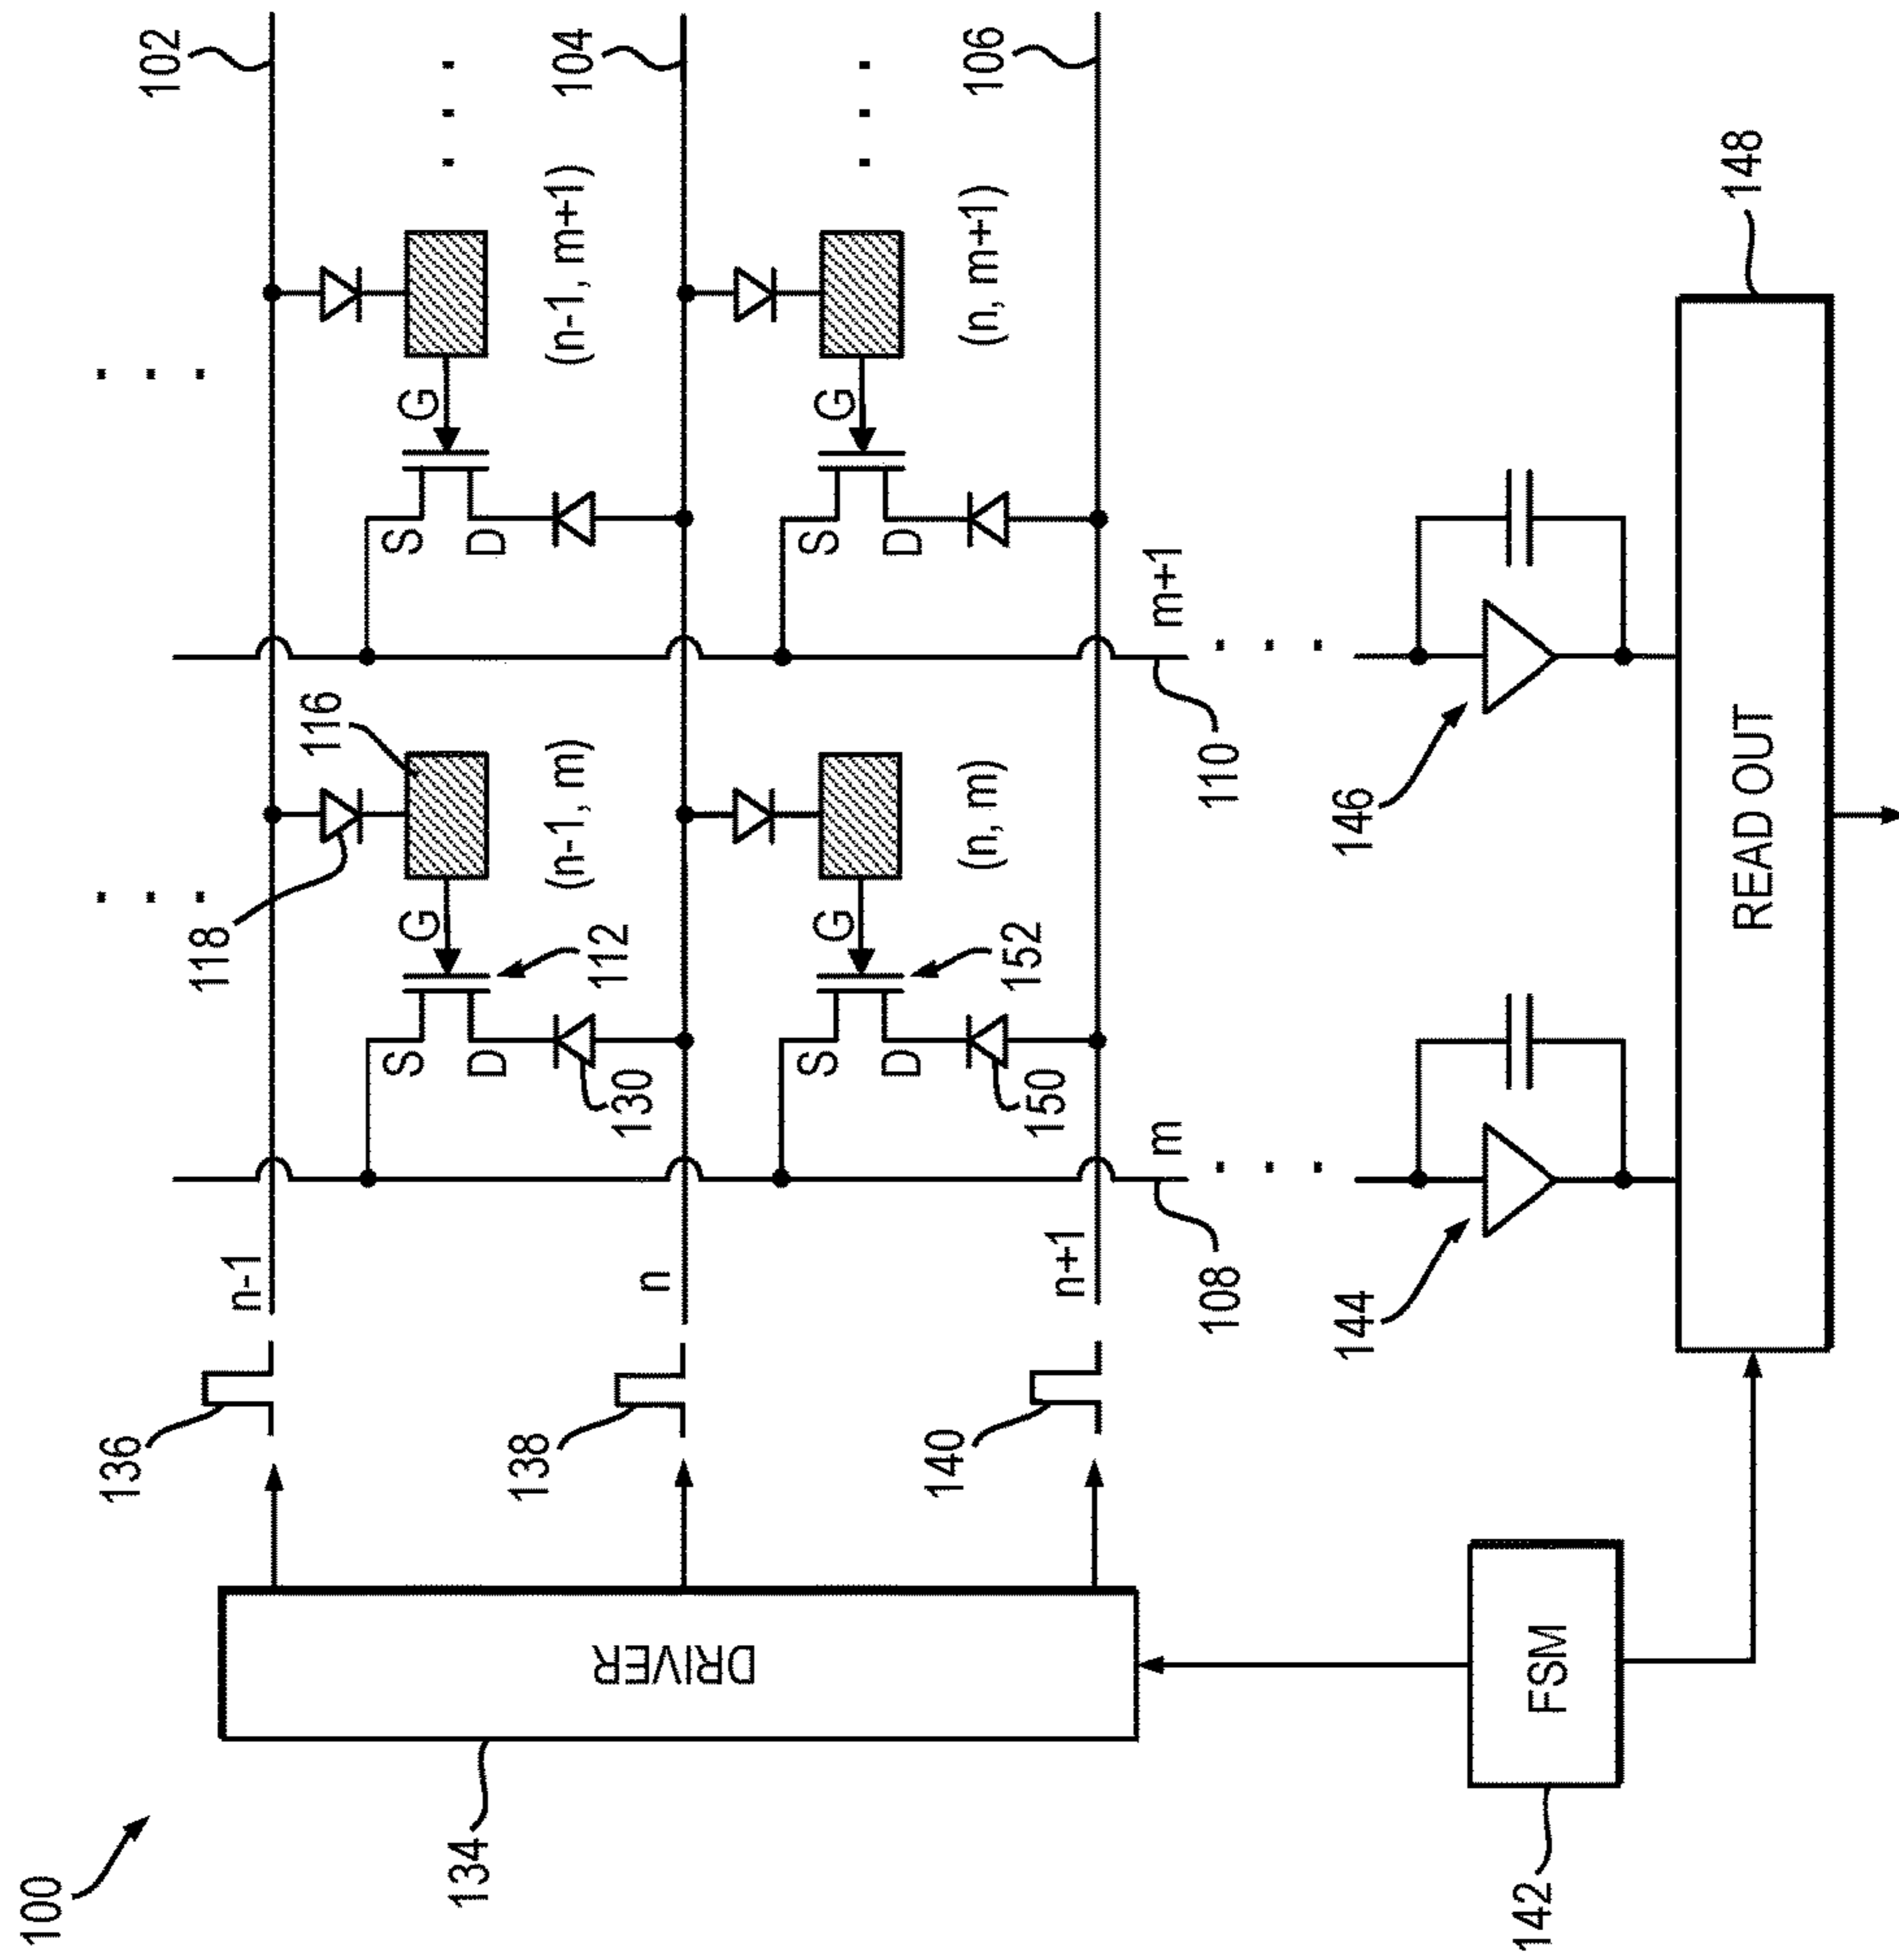 100
102
104
106
136
138
140
n-1
n
n+1
134
DRIVER
142
FSM
118
116
G
S
D
112
130
(n-1, m)
G
S
D
(n-1, m+1)
G
S
D
152
150
(n, m)
G
S
D
(n, m+1)
m
108
m+1
110
144
146
148
READ OUT